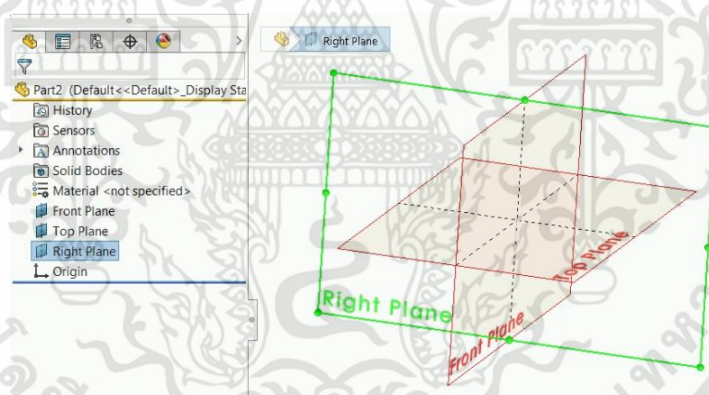 Right Plane
Part2 (Default<<Default>_Display Sta
History
Sensors
Annotations
Solid Bodies
Material <not specified>
Front Plane
Top Plane
Right Plane
Origin
Top Plane
Right Plane
Front Plane